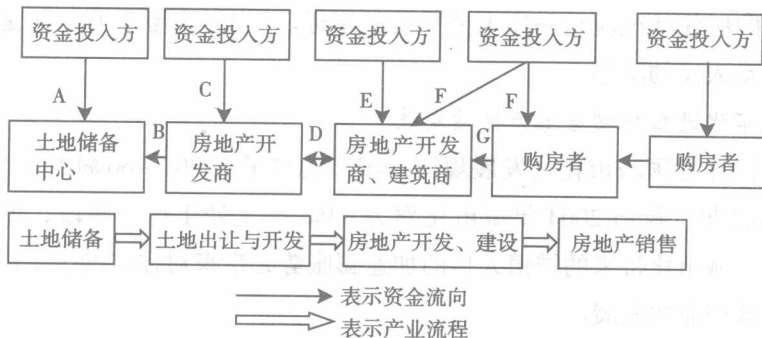 资金投入方 资金投入方 资金投入方 资金投入方 资金投入方
A C E F F
土地储备中心 B 房地产开发商 D 房地产开发商、建筑商 G 购房者 购房者
土地储备 土地出让与开发 房地产开发、建设 房地产销售
表示资金流向
表示产业流程